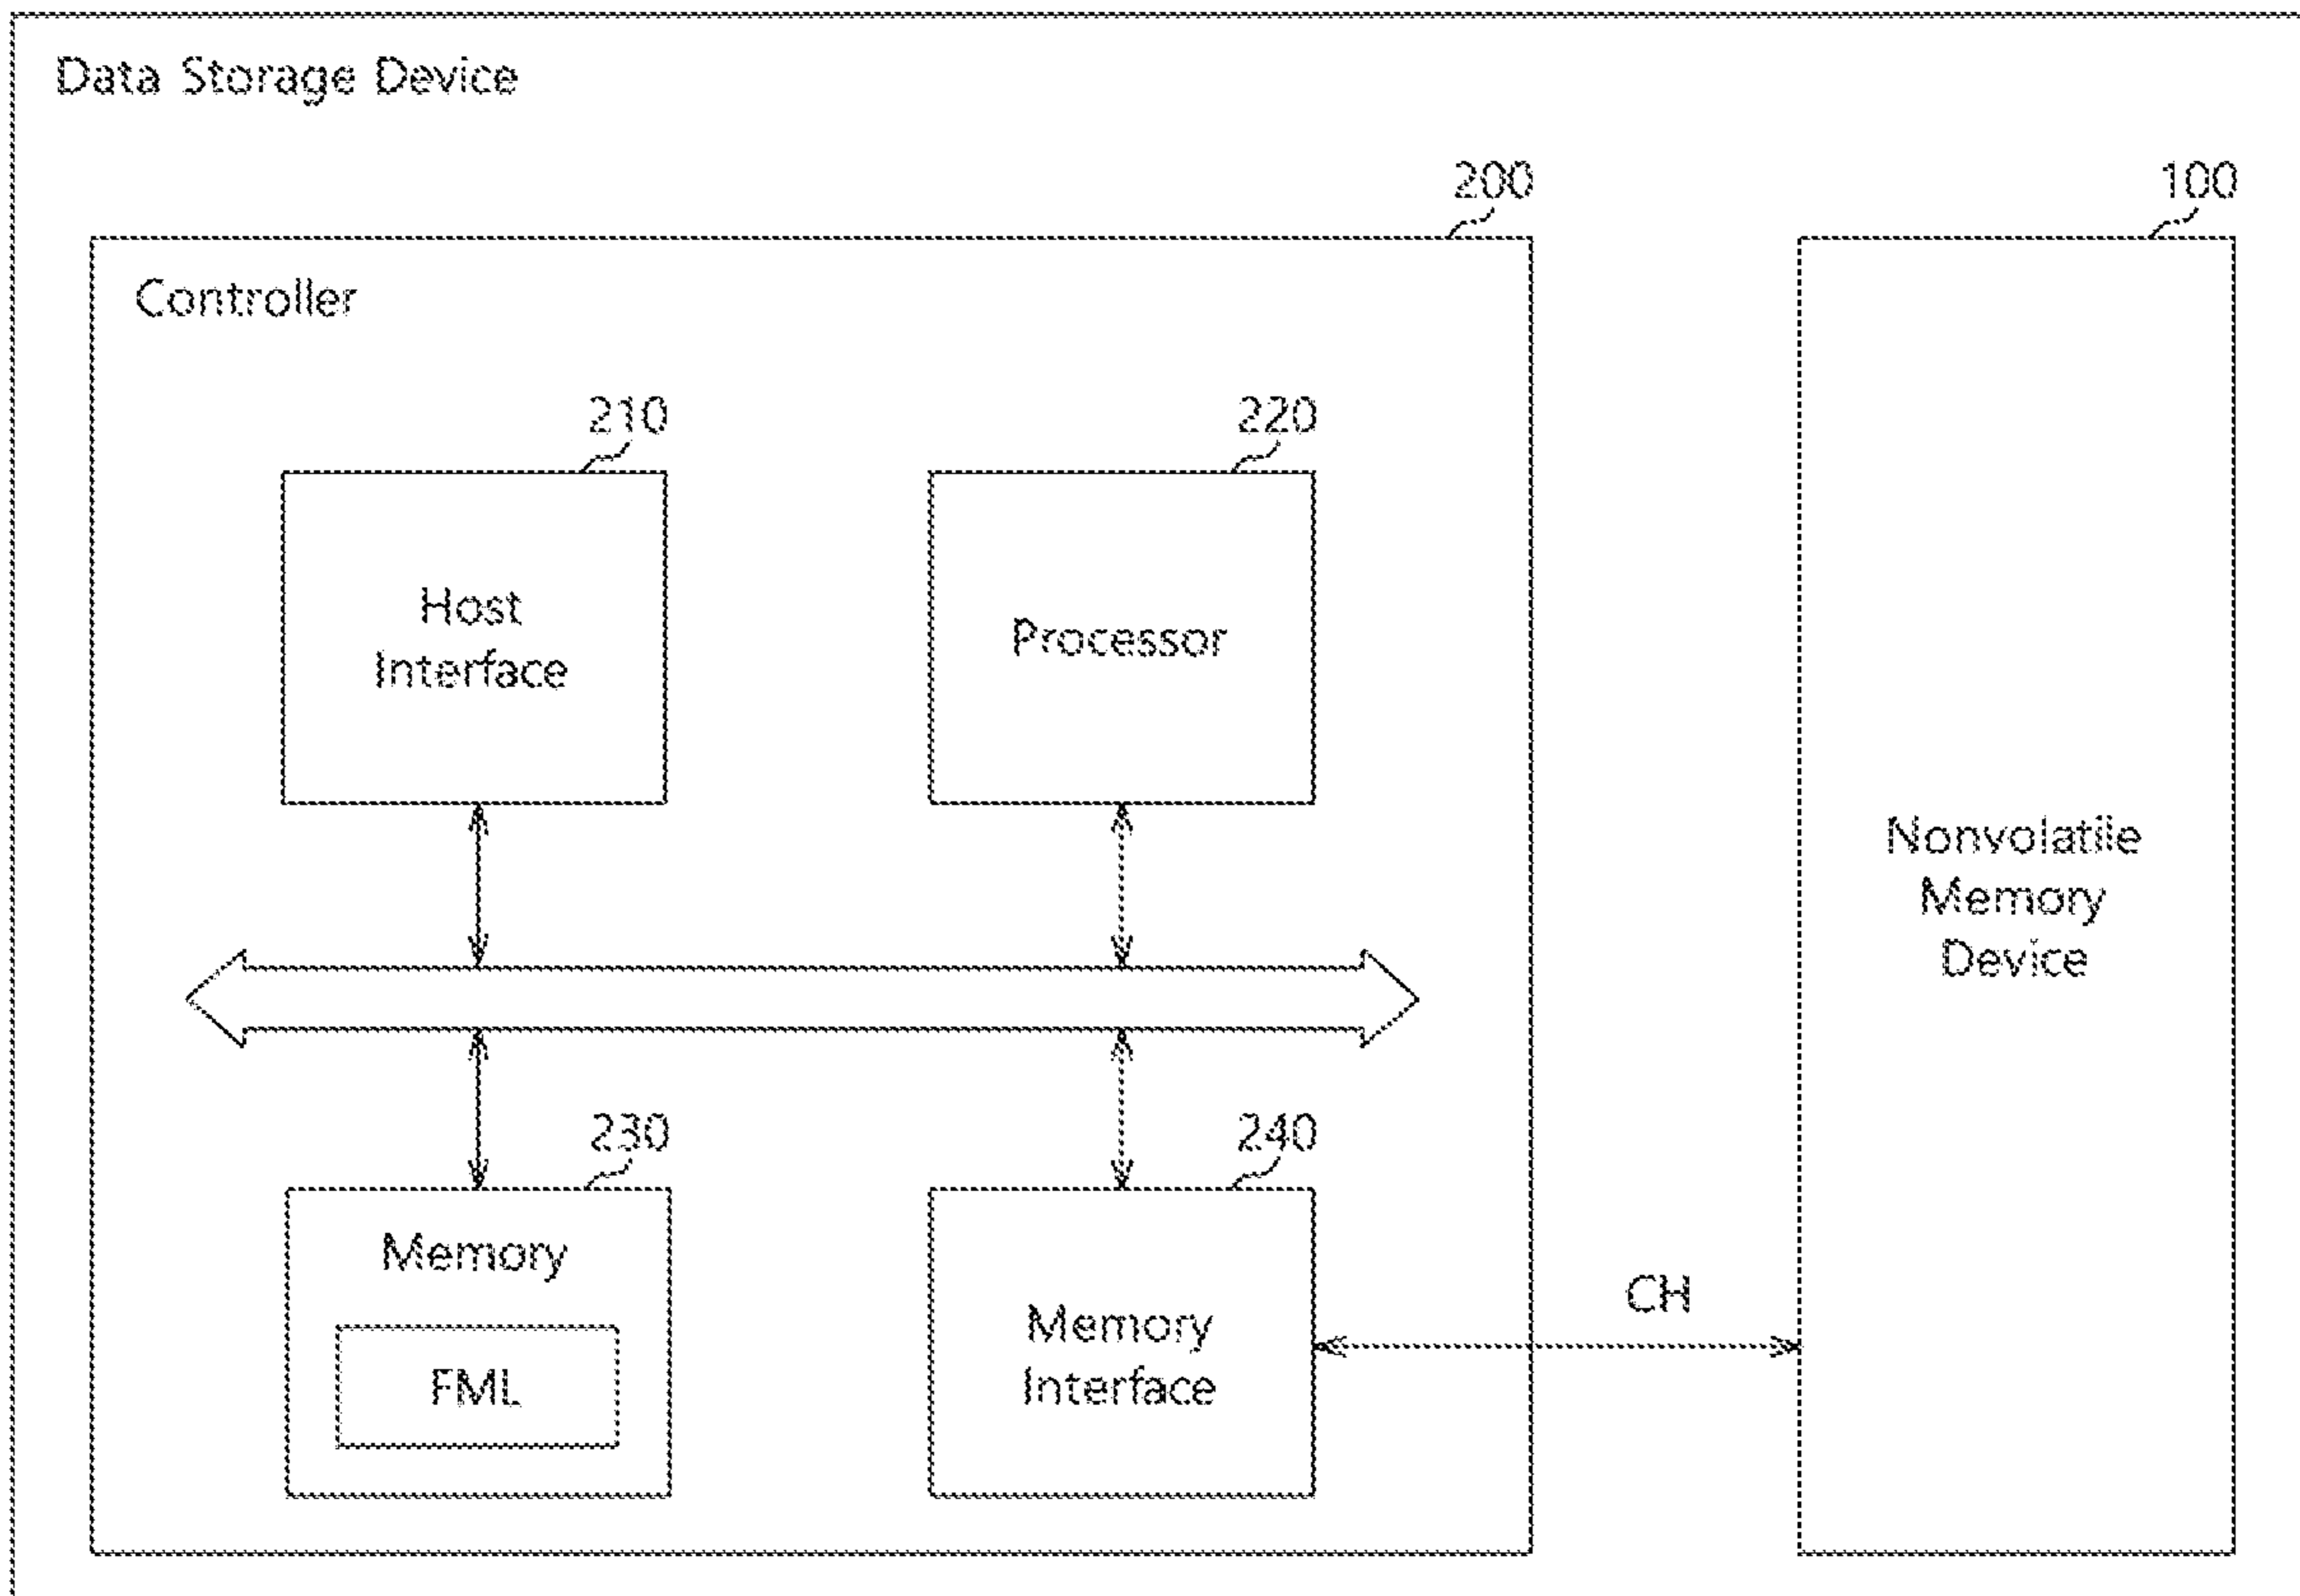 Data Storage Device
200
100
Controller
210
220
Host
Interface
Processor
Nonvolatile
Memory
Device
230
240
Memory
FML
Memory
Interface
CH